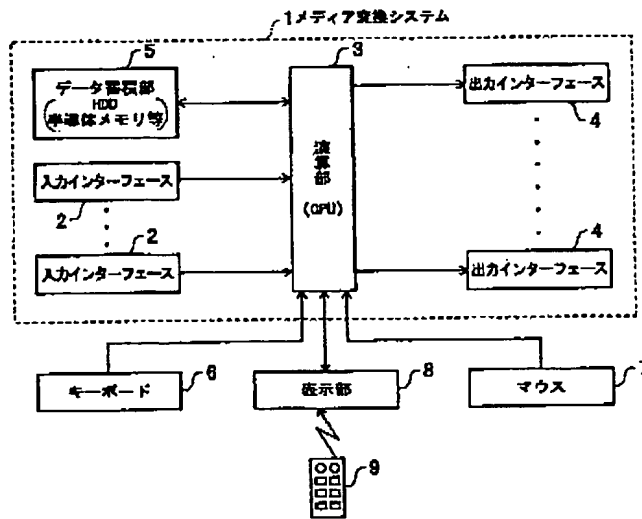 1メディア変換システム
5
データ蓄積部
HDD
半導体メモリ等
3
演算部
(CPU)
出力インターフェース
4
入力インターフェース
2
2
入力インターフェース
4
出力インターフェース
キーボード
6
表示部
8
マウス
7
9